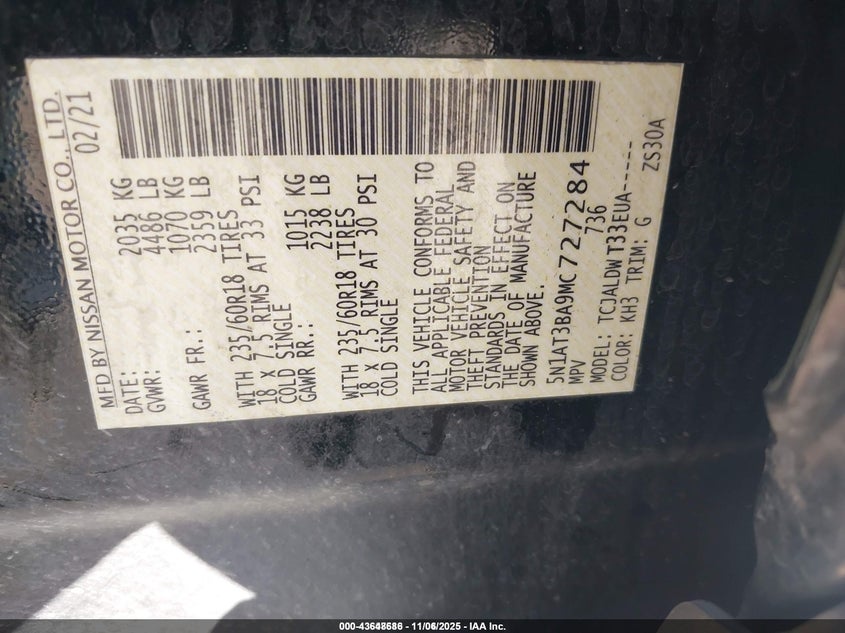 MFD BY NISSAN MOTOR CO., LTD.
DATE: 02/21
GVWR: 2035 KG
4486 LB
GAWR FR.: 1070 KG
2359 LB
WITH 235/60R18 TIRES
18 x 7.5 RIMS AT 33 PSI
COLD SINGLE
GAWR RR.: 1015 KG
2238 LB
WITH 235/60R18 TIRES
18 x 7.5 RIMS AT 30 PSI
COLD SINGLE
THIS VEHICLE CONFORMS TO
ALL APPLICABLE FEDERAL
MOTOR VEHICLE SAFETY AND
THEFT PREVENTION
STANDARDS IN EFFECT ON
THE DATE OF MANUFACTURE
SHOWN ABOVE.
5N1AT3BA9MC727284
MPV 736
MODEL: TCJALDWT33EUA------
COLOR: KH3 TRIM: G ZS30A
000-43648686 - 11/06/2025 - IAA Inc.